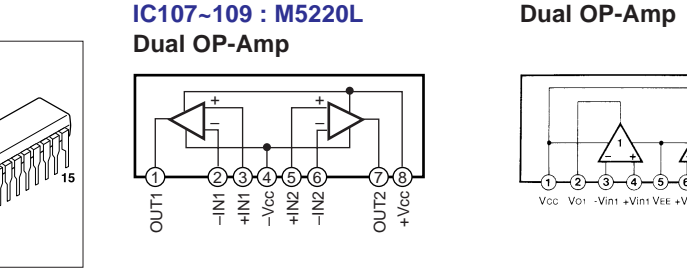 IC107~109 : M5220L
Dual OP-Amp
+ – + –
1 2 3 4 5 6 7 8
OUT1 –IN1 +IN1 –Vcc +IN2 –IN2 OUT2 +Vcc
15
Dual OP-Amp
1
– +
1 2 3 4 5
Vcc Vo1 -Vin1 +Vin1 VEE